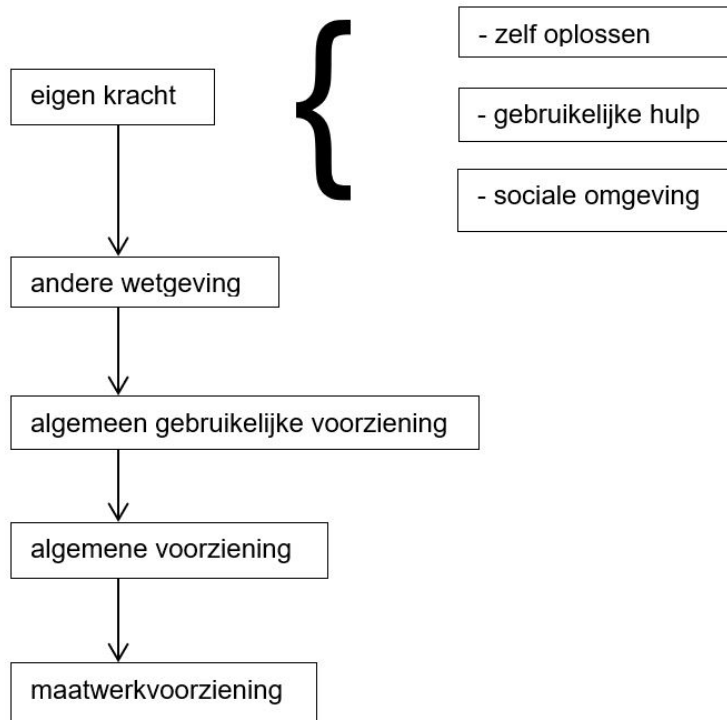 eigen kracht
{
- zelf oplossen
- gebruikelijke hulp
- sociale omgeving
andere wetgeving
algemeen gebruikelijke voorziening
algemene voorziening
maatwerkvoorziening